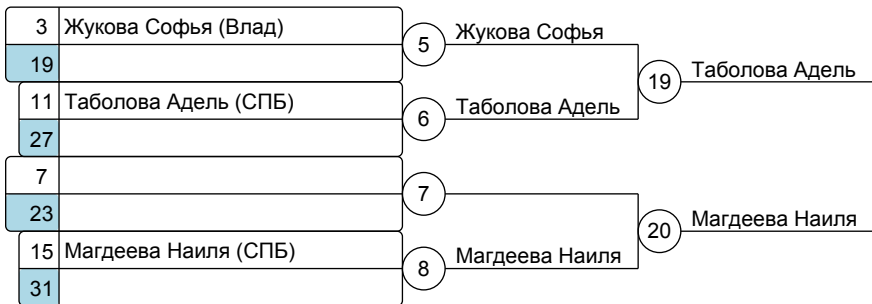 3 Жукова Софья (Влад)
5 Жукова Софья
19
19 Таболова Адель
11 Таболова Адель (СПБ)
6 Таболова Адель
27
7
7
23
20 Магдеева Наиля
15 Магдеева Наиля (СПБ)
8 Магдеева Наиля
31